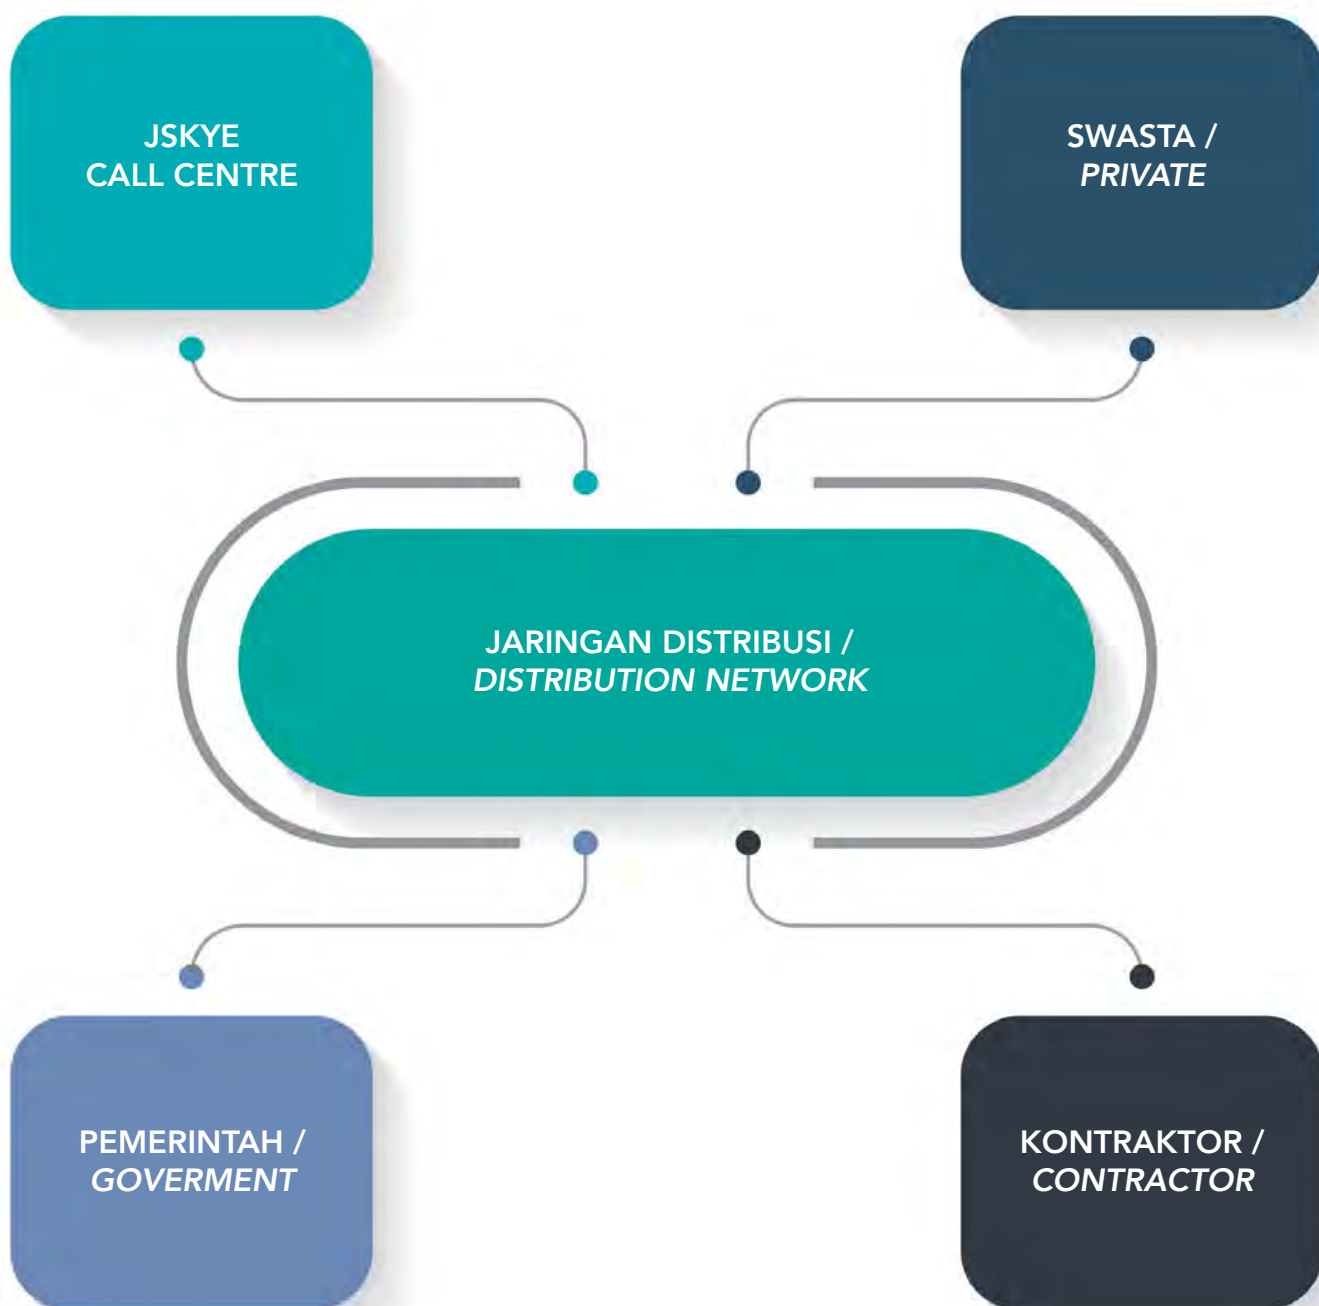 JSKYE
CALL CENTRE
SWASTA /
PRIVATE
JARINGAN DISTRIBUSI /
DISTRIBUTION NETWORK
PEMERINTAH /
GOVERMENT
KONTRAKTOR /
CONTRACTOR